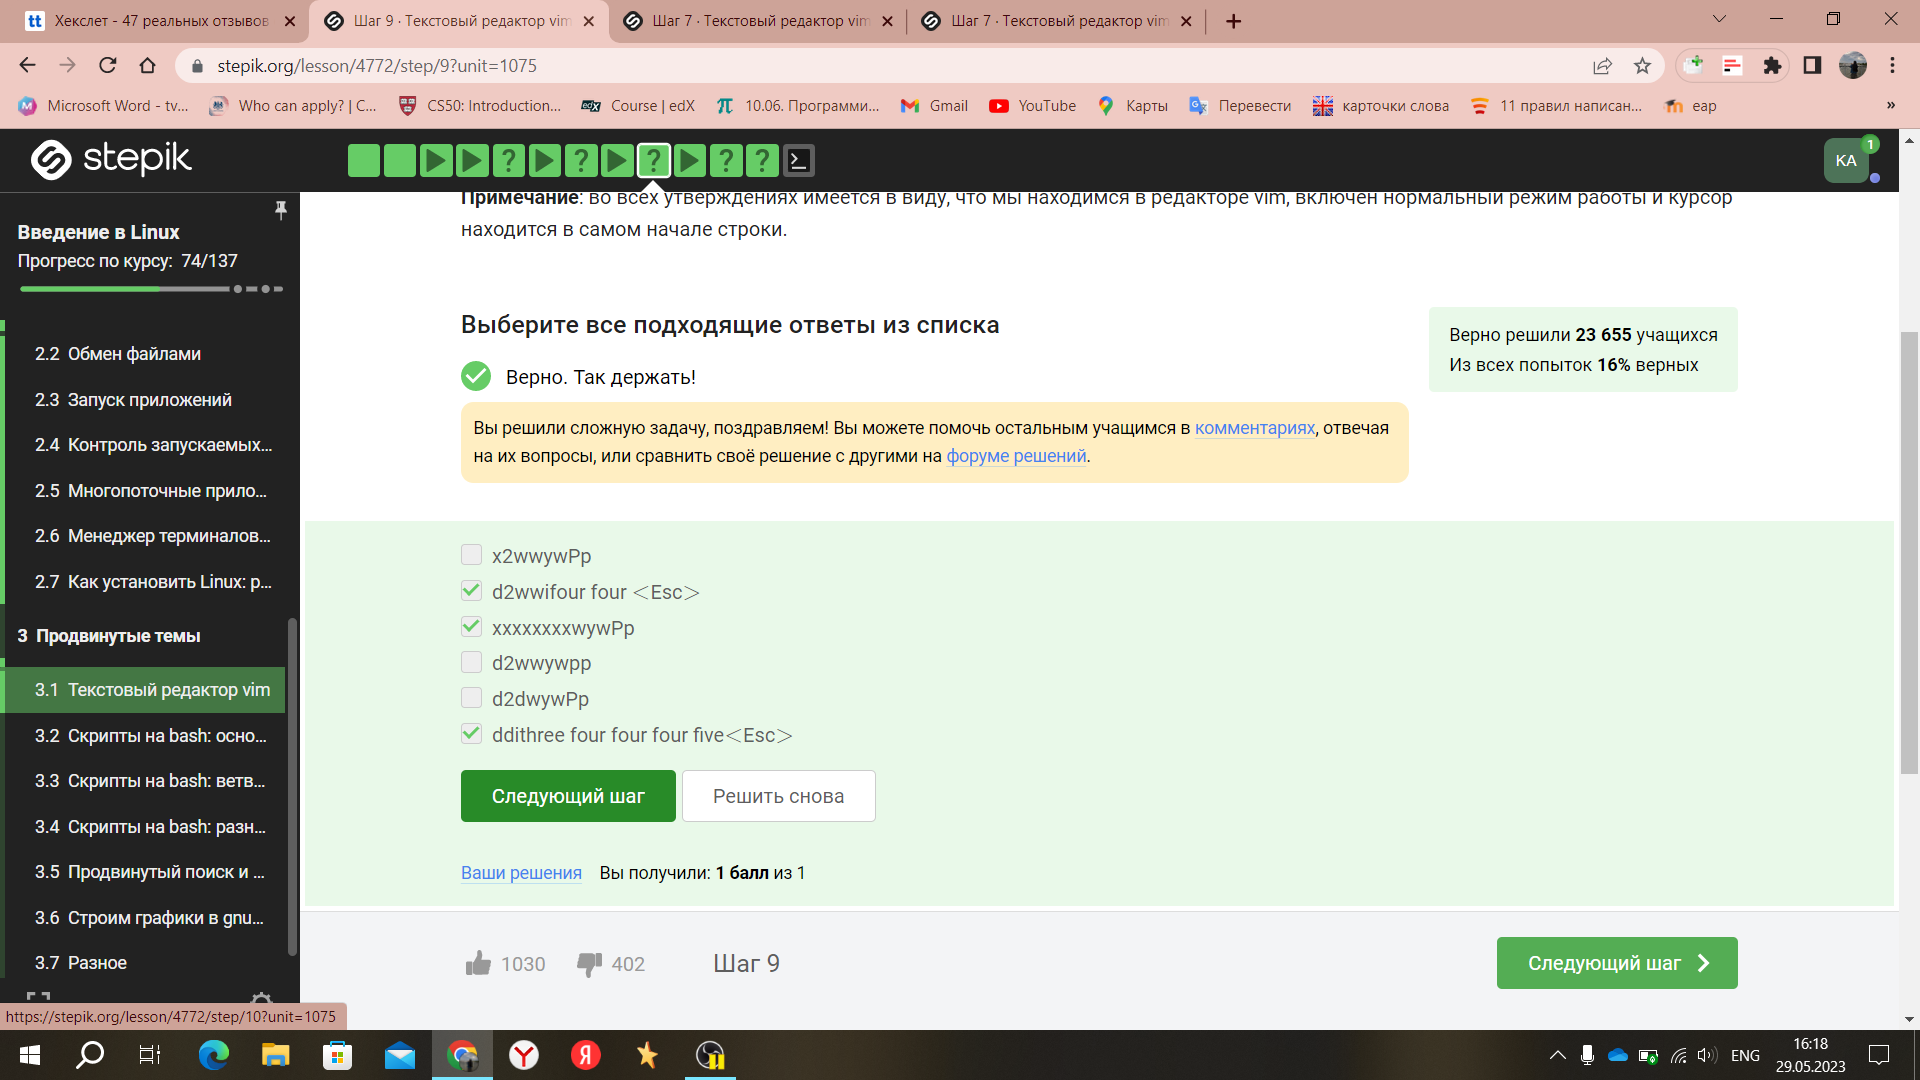 Хекслет - 47 реальных отзывов
Шаг 9 · Текстовый редактор vim
Шаг 7 · Текстовый редактор vim
Шаг 7 · Текстовый редактор vim
stepik.org/lesson/4772/step/9?unit=1075
Microsoft Word - tv...
Who can apply? | C...
CS50: Introduction...
Course | edX
10.06. Программи...
Gmail
YouTube
Карты
Перевести
карточки слова
11 правил написан...
eap
stepik
KA
1
Введение в Linux
Прогресс по курсу: 74/137
2.2 Обмен файлами
2.3 Запуск приложений
2.4 Контроль запускаемых...
2.5 Многопоточные прило...
2.6 Менеджер терминалов...
2.7 Как установить Linux: р...
3 Продвинутые темы
3.1 Текстовый редактор vim
3.2 Скрипты на bash: осно...
3.3 Скрипты на bash: ветв...
3.4 Скрипты на bash: разн...
3.5 Продвинутый поиск и ...
3.6 Строим графики в gnu...
3.7 Разное
Примечание: во всех утверждениях имеется в виду, что мы находимся в редакторе vim, включен нормальный режим работы и курсор
находится в самом начале строки.
Выберите все подходящие ответы из списка
Верно. Так держать!
Верно решили 23 655 учащихся
Из всех попыток 16% верных
Вы решили сложную задачу, поздравляем! Вы можете помочь остальным учащимся в комментариях, отвечая
на их вопросы, или сравнить своё решение с другими на форуме решений.
x2wwywPp
d2wwifour four <Esc>
xxxxxxxxwywPp
d2wwywpp
d2dwywPp
ddithree four four four five<Esc>
Следующий шаг
Решить снова
Ваши решения Вы получили: 1 балл из 1
1030
402
Шаг 9
Следующий шаг
https://stepik.org/lesson/4772/step/10?unit=1075
ENG
16:18
29.05.2023